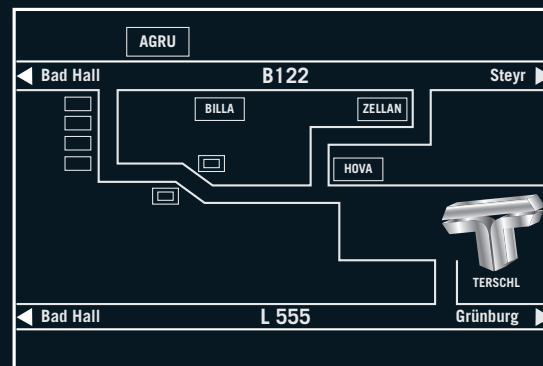 AGRU
Bad Hall B122 Steyr
BILLA ZELLAN
HOVA
TERSCHL
Bad Hall L 555 Grünburg